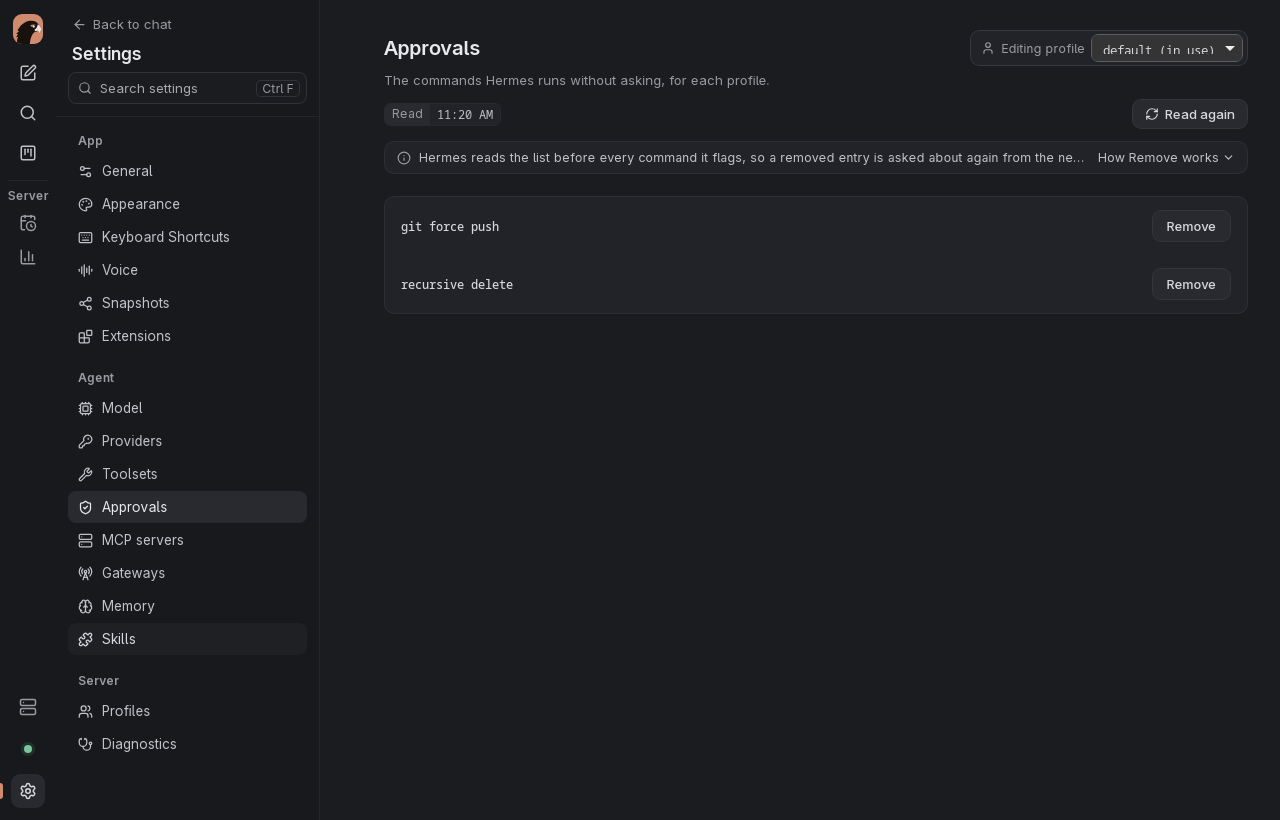 Back to chat
Settings
Search settings Ctrl F
App
General
Appearance
Keyboard Shortcuts
Voice
Snapshots
Extensions
Agent
Model
Providers
Toolsets
Approvals
MCP servers
Gateways
Memory
Skills
Server
Profiles
Diagnostics
Server
Approvals
Editing profile default (in use)
The commands Hermes runs without asking, for each profile.
Read 11:20 AM
Read again
Hermes reads the list before every command it flags, so a removed entry is asked about again from the ne… How Remove works
git force push Remove
recursive delete Remove